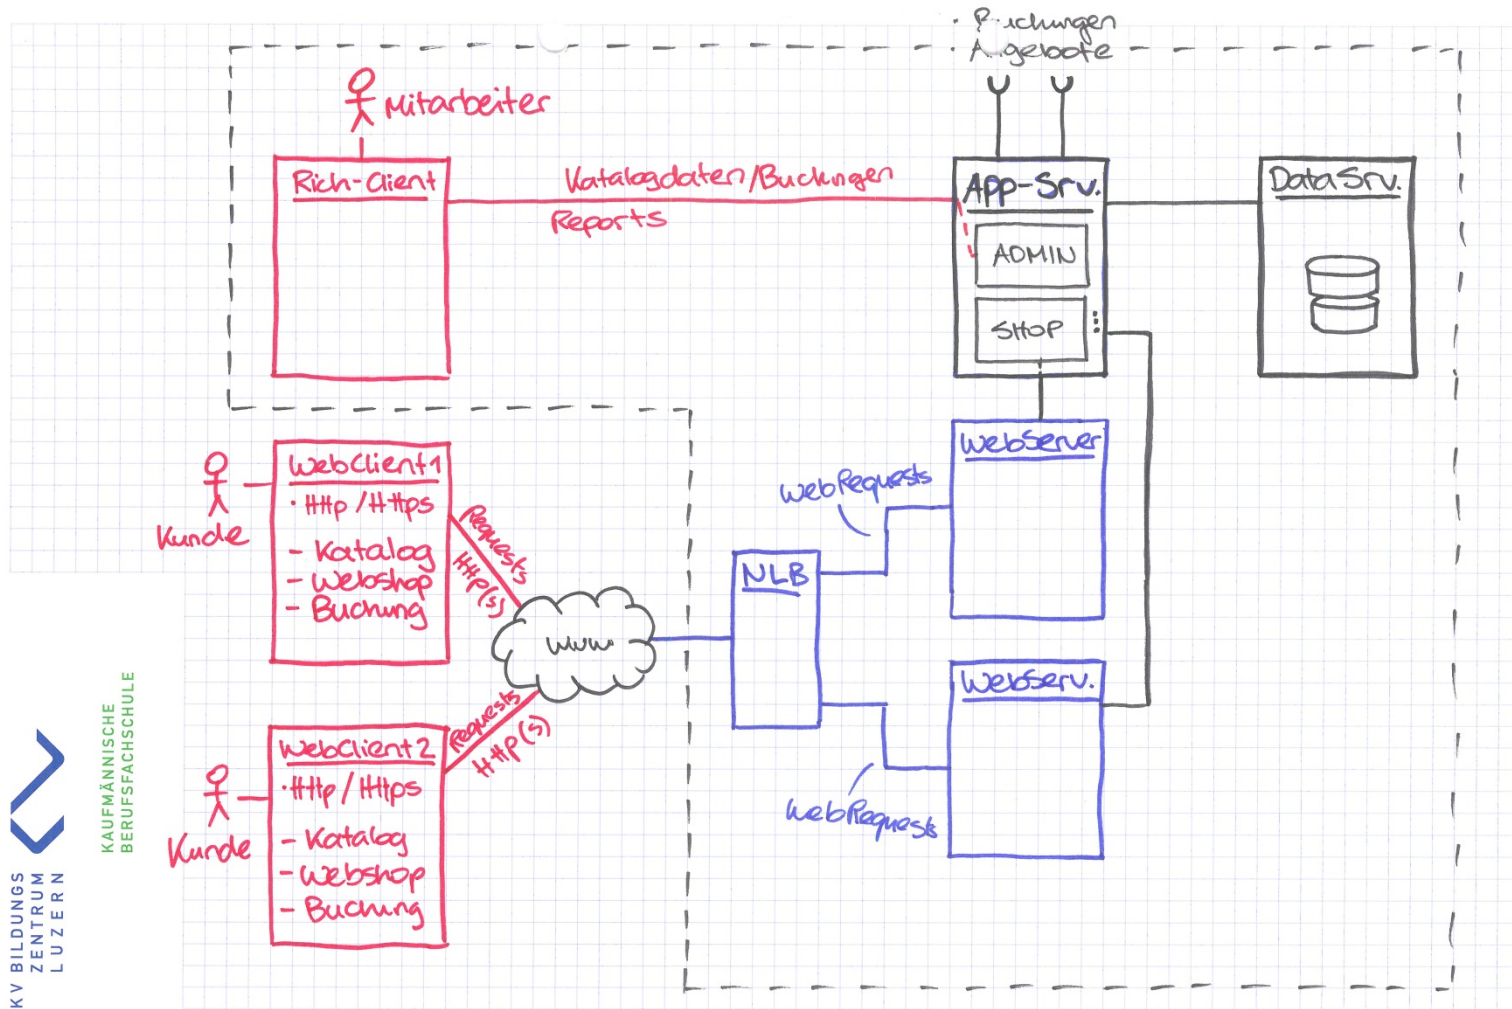 · Buchungen
· Angebote
Mitarbeiter
Rich-Client
Katalogdaten/Buchungen
Reports
App-Srv.
ADMIN
SHOP
DataSrv.
Kunde
WebClient1
· Http / Https
- Katalog
- Webshop
- Buchung
Requests
Http(s)
www
NLB
WebRequests
WebServer
WebServ.
WebRequests
Kunde
WebClient2
· Http / Https
- Katalog
- Webshop
- Buchung
Requests
Http(s)
KV BILDUNGS
ZENTRUM
LUZERN
KAUFMÄNNISCHE
BERUFSFACHSCHULE